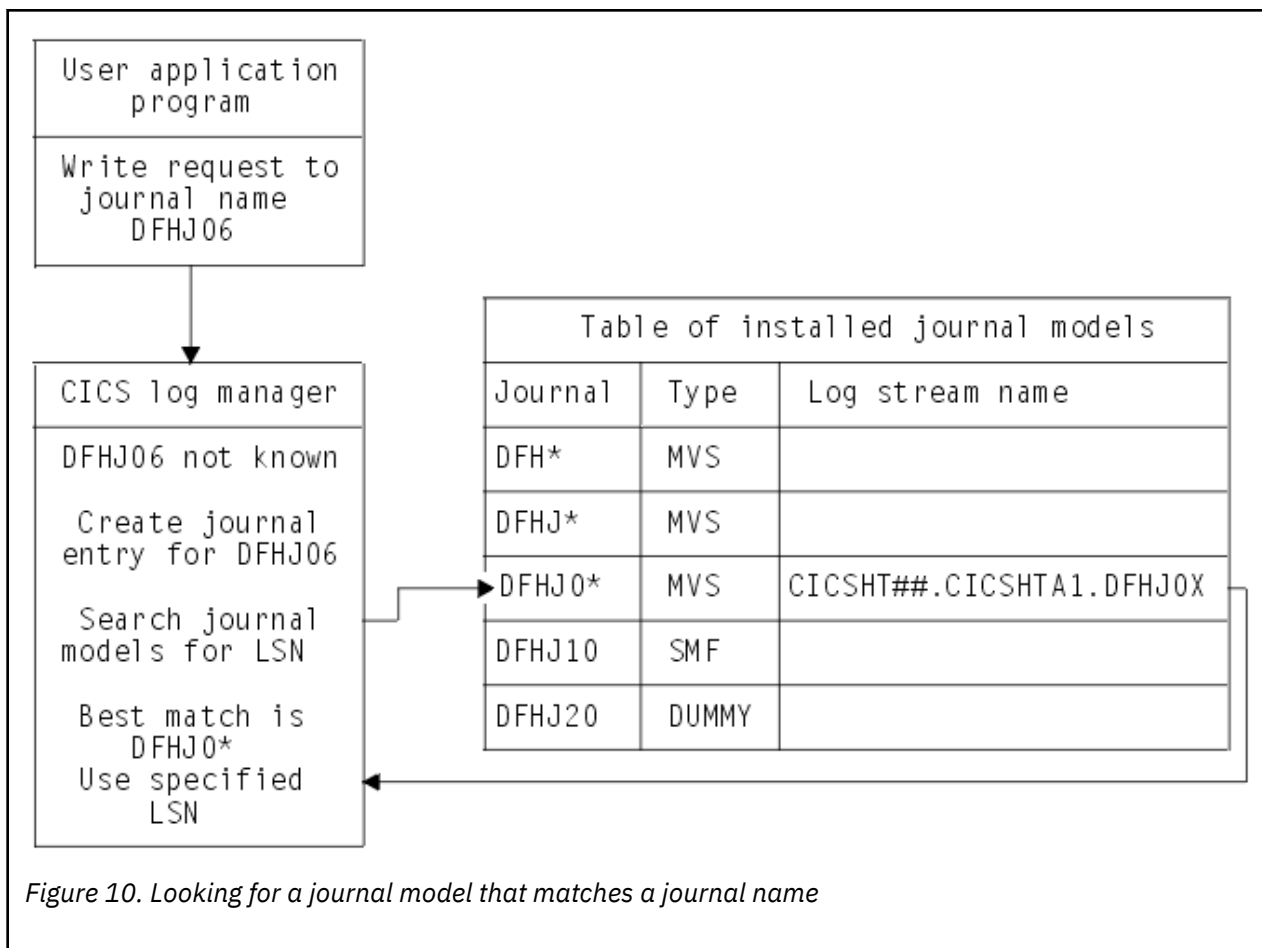 User application
program
Write request to
journal name
DFHJ06
CICS log manager
DFHJ06 not known
Create journal
entry for DFHJ06
Search journal
models for LSN
Best match is
DFHJ0*
Use specified
LSN
Table of installed journal models
Journal Type Log stream name
DFH* MVS
DFHJ* MVS
DFHJ0* MVS CICSHT##.CICSHTA1.DFHJ0X
DFHJ10 SMF
DFHJ20 DUMMY
Figure 10. Looking for a journal model that matches a journal name